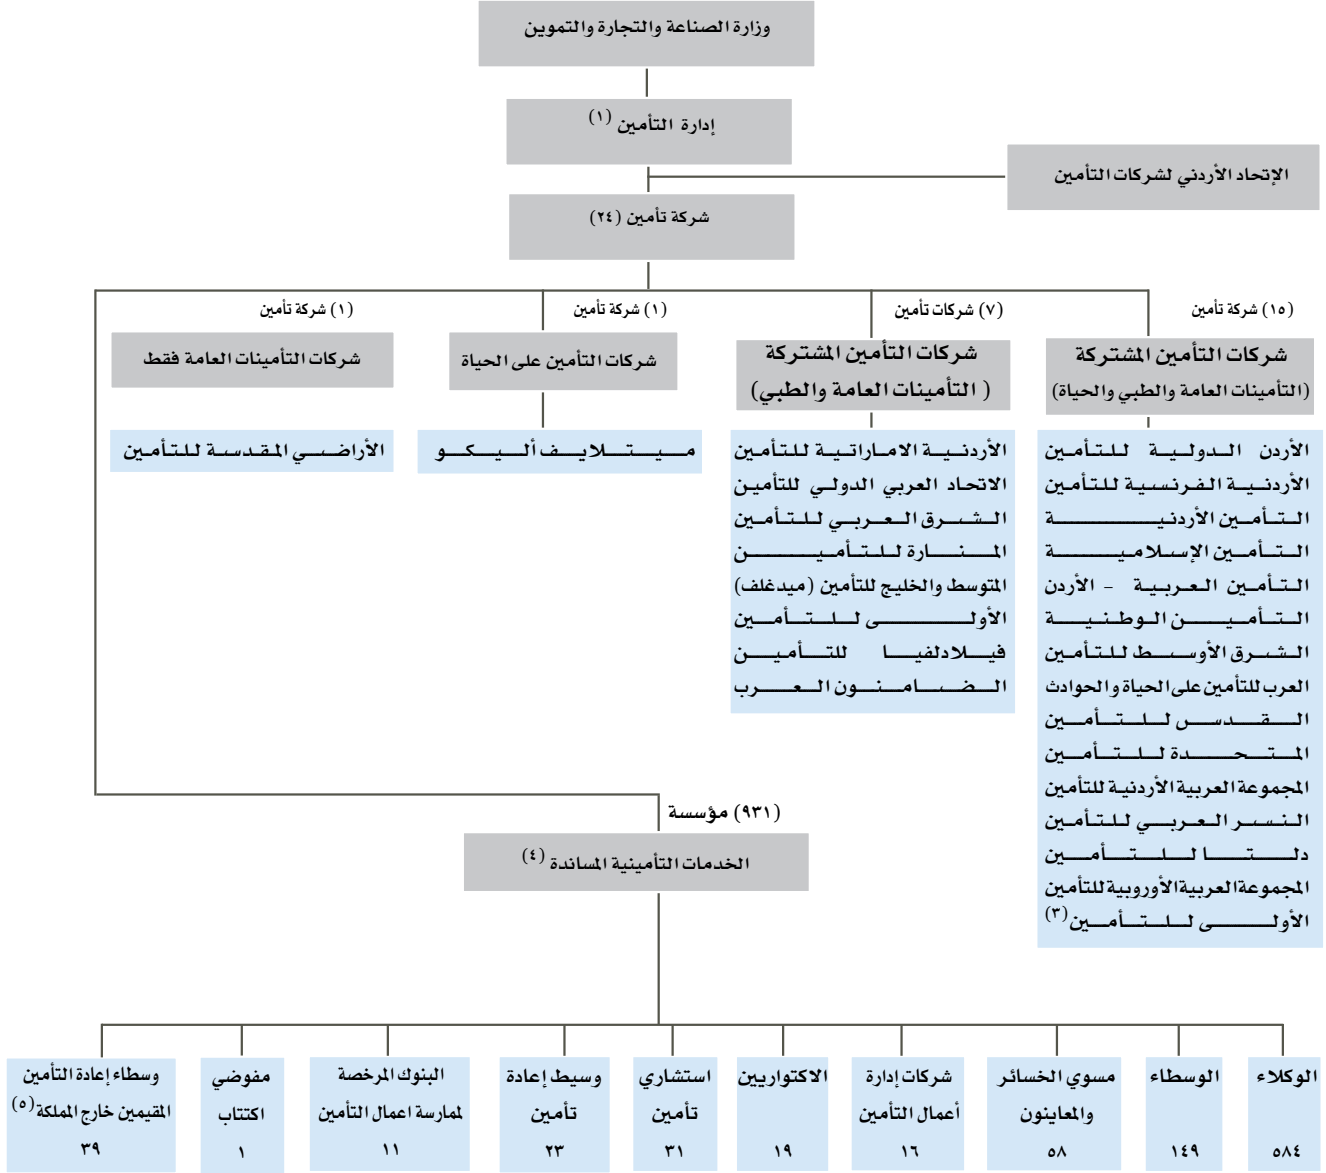 وزارة الصناعة والتجارة والتموين
إدارة التأمين (١)
الإتحاد الأردني لشركات التأمين
شركة تأمين (٢٤)
(١٥) شركة تأمين
شركات التأمين المشتركة
(التأمينات العامة والطبي والحياة)
الأردن الدولية للتأمين
الأردنية الفرنسية للتأمين
التأمين الأردنية
التأمين الإسلامية
التأمين العربية - الأردن
التأمين الوطنية
الشرق الأوسط للتأمين
العرب للتأمين على الحياة والحوادث
القدس للتأمين
المتحدة للتأمين
المجموعة العربية الأردنية للتأمين
النسر العربي للتأمين
دلتا للتأمين
المجموعة العربية الأوروبية للتأمين
الأولى للتأمين (٣)
(٧) شركات تأمين
شركات التأمين المشتركة
( التأمينات العامة والطبي)
الأردنية الاماراتية للتأمين
الاتحاد العربي الدولي للتأمين
الشرق العربي للتأمين
المنارة للتأمين
المتوسط والخليج للتأمين (ميدغلف)
الأولى للتأمين
فيلادلفيا للتأمين
الضامنون العرب
(١) شركة تأمين
شركات التأمين على الحياة
ميتلايف أليكو
(١) شركة تأمين
شركات التأمينات العامة فقط
الأراضي المقدسة للتأمين
(٩٣١) مؤسسة
الخدمات التأمينية المساندة (٤)
الوكلاء
٥٨٤
الوسطاء
١٤٩
مسوي الخسائر
والمعاينون
٥٨
شركات إدارة
أعمال التأمين
١٦
الاكتواريين
١٩
استشاري
تأمين
٣١
وسيط إعادة
تأمين
٢٣
البنوك المرخصة
لممارسة اعمال التأمين
١١
مفوضي
اكتتاب
١
وسطاء إعادة التأمين
المقيمين خارج المملكة (٥)
٣٩